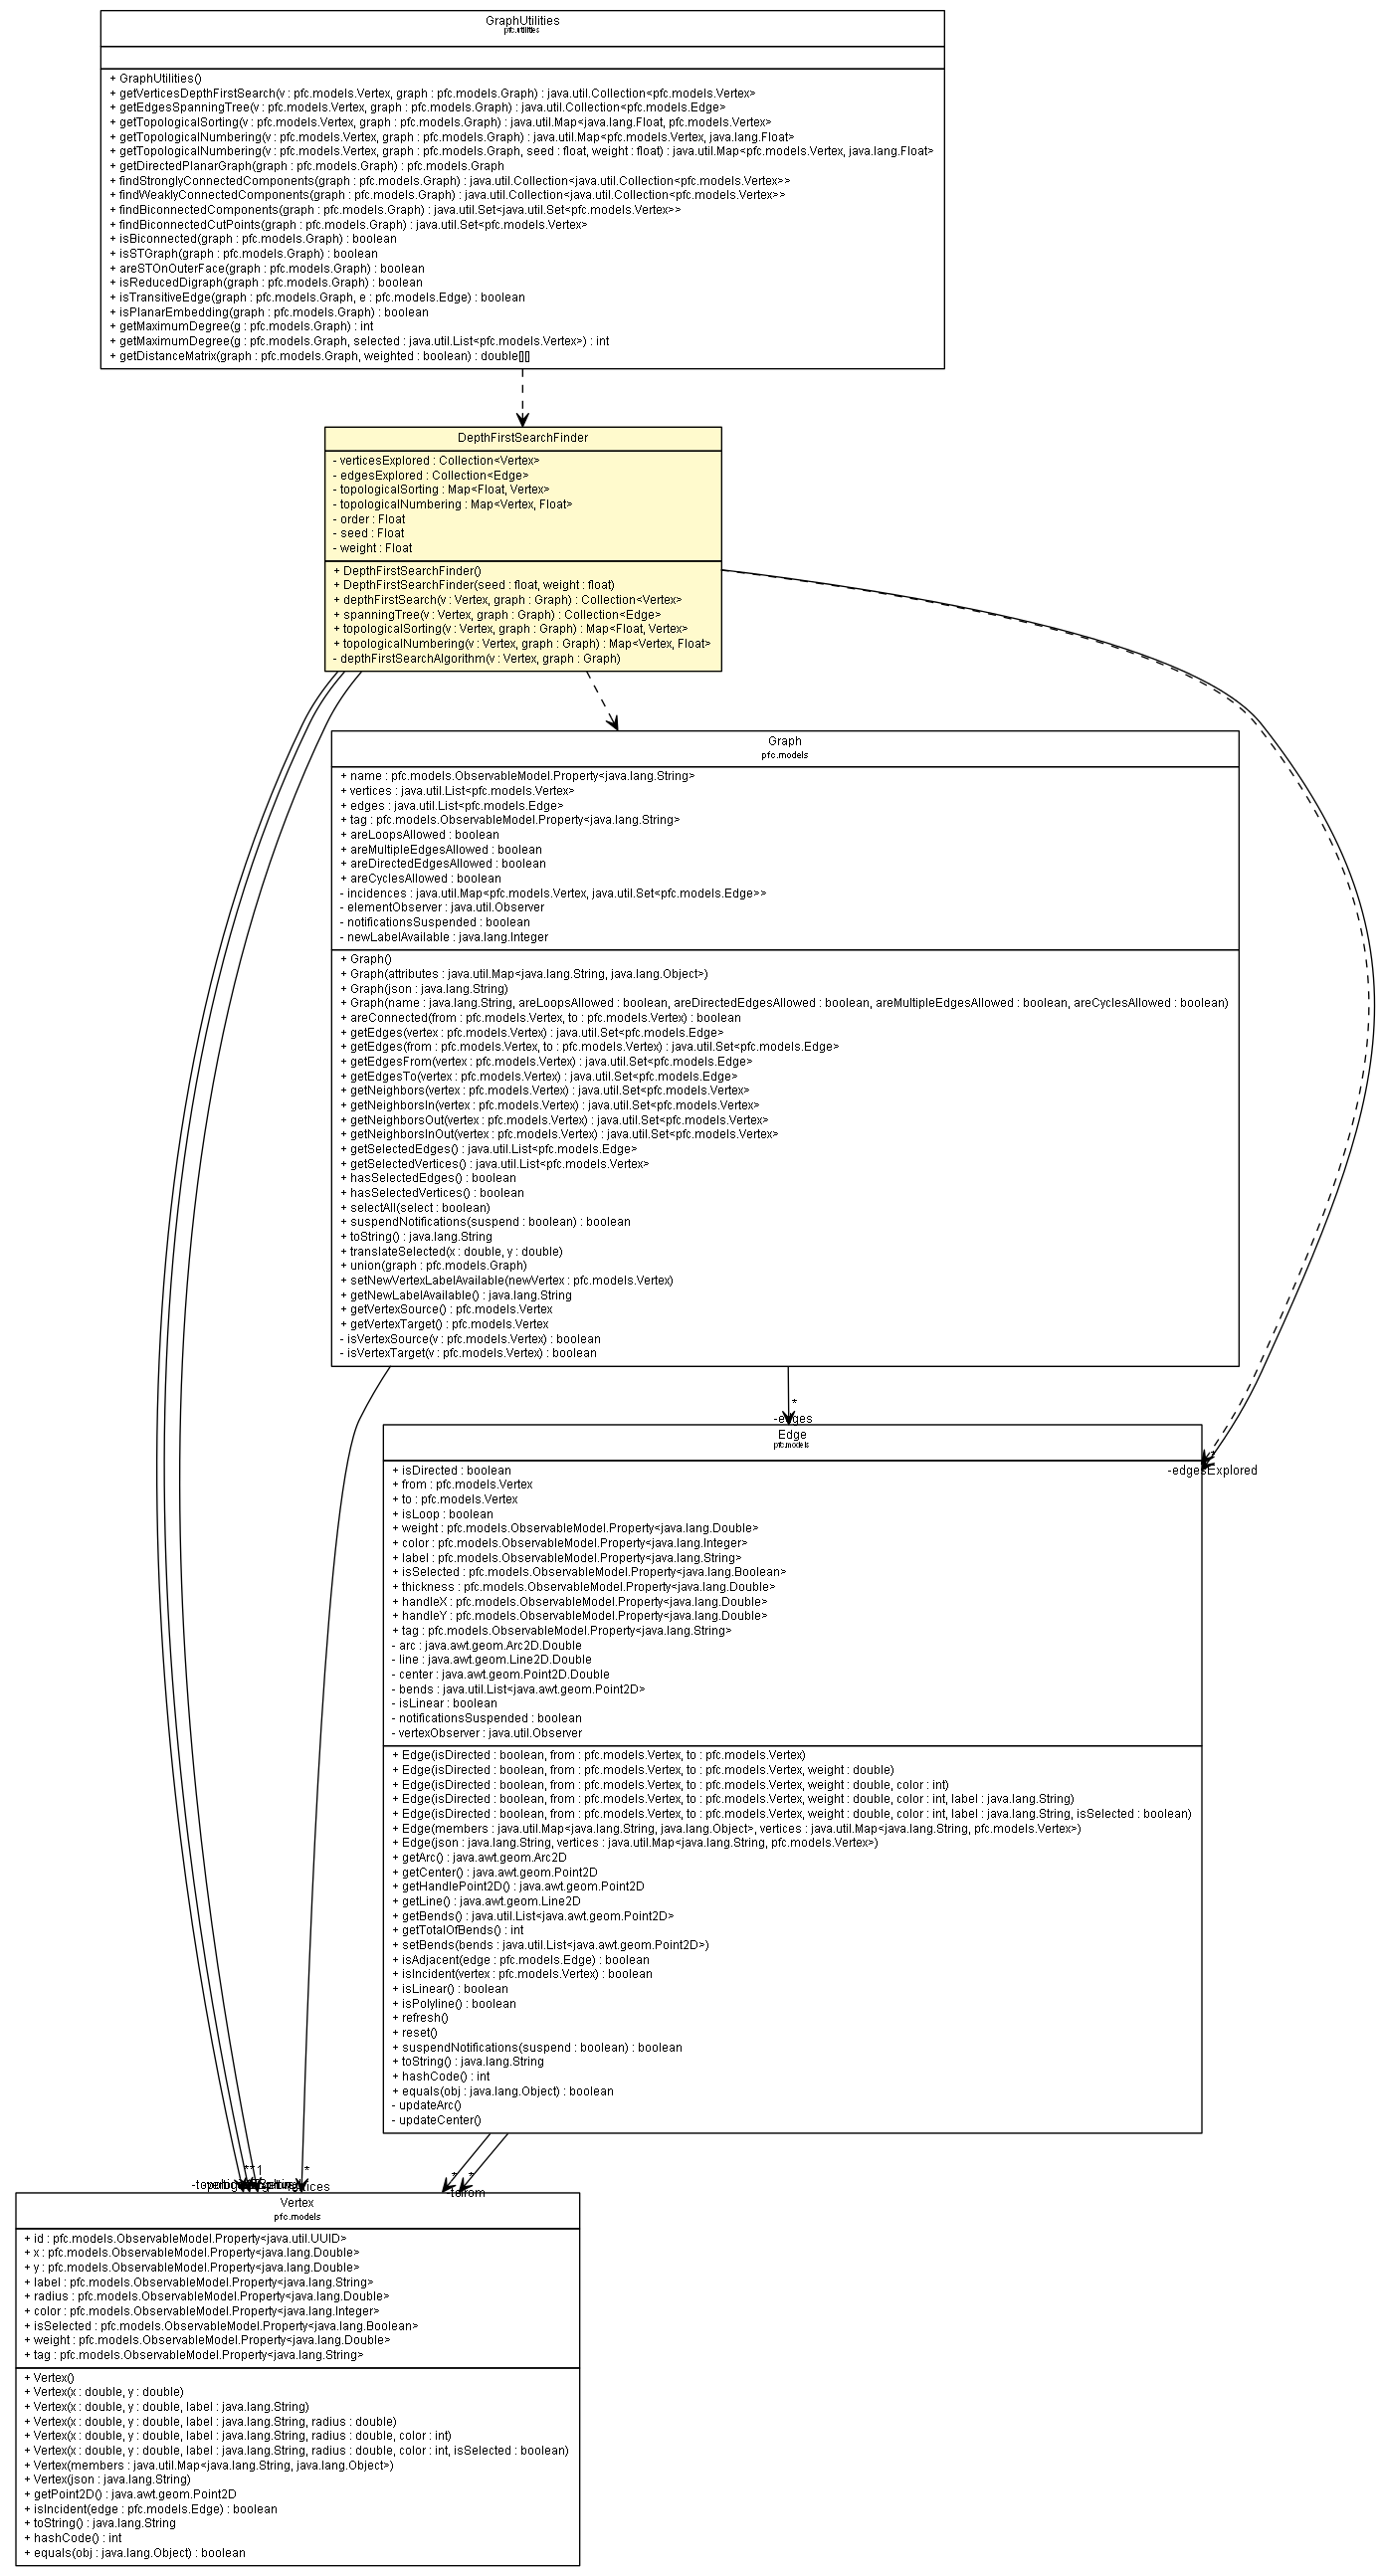 GraphUtilities
pfc.utilities
+ GraphUtilities()
+ getVerticesDepthFirstSearch(v : pfc.models.Vertex, graph : pfc.models.Graph) : java.util.Collection<pfc.models.Vertex>
+ getEdgesSpanningTree(v : pfc.models.Vertex, graph : pfc.models.Graph) : java.util.Collection<pfc.models.Edge>
+ getTopologicalSorting(v : pfc.models.Vertex, graph : pfc.models.Graph) : java.util.Map<java.lang.Float, pfc.models.Vertex>
+ getTopologicalNumbering(v : pfc.models.Vertex, graph : pfc.models.Graph) : java.util.Map<pfc.models.Vertex, java.lang.Float>
+ getTopologicalNumbering(v : pfc.models.Vertex, graph : pfc.models.Graph, seed : float, weight : float) : java.util.Map<pfc.models.Vertex, java.lang.Float>
+ getDirectedPlanarGraph(graph : pfc.models.Graph) : pfc.models.Graph
+ findStronglyConnectedComponents(graph : pfc.models.Graph) : java.util.Collection<java.util.Collection<pfc.models.Vertex>>
+ findWeaklyConnectedComponents(graph : pfc.models.Graph) : java.util.Collection<java.util.Collection<pfc.models.Vertex>>
+ findBiconnectedComponents(graph : pfc.models.Graph) : java.util.Set<java.util.Set<pfc.models.Vertex>>
+ findBiconnectedCutPoints(graph : pfc.models.Graph) : java.util.Set<pfc.models.Vertex>
+ isBiconnected(graph : pfc.models.Graph) : boolean
+ isSTGraph(graph : pfc.models.Graph) : boolean
+ areSTOnOuterFace(graph : pfc.models.Graph) : boolean
+ isReducedDigraph(graph : pfc.models.Graph) : boolean
+ isTransitiveEdge(graph : pfc.models.Graph, e : pfc.models.Edge) : boolean
+ isPlanarEmbedding(graph : pfc.models.Graph) : boolean
+ getMaximumDegree(g : pfc.models.Graph) : int
+ getMaximumDegree(g : pfc.models.Graph, selected : java.util.List<pfc.models.Vertex>) : int
+ getDistanceMatrix(graph : pfc.models.Graph, weighted : boolean) : double[][]
DepthFirstSearchFinder
- verticesExplored : Collection<Vertex>
- edgesExplored : Collection<Edge>
- topologicalSorting : Map<Float, Vertex>
- topologicalNumbering : Map<Vertex, Float>
- order : Float
- seed : Float
- weight : Float
+ DepthFirstSearchFinder()
+ DepthFirstSearchFinder(seed : float, weight : float)
+ depthFirstSearch(v : Vertex, graph : Graph) : Collection<Vertex>
+ spanningTree(v : Vertex, graph : Graph) : Collection<Edge>
+ topologicalSorting(v : Vertex, graph : Graph) : Map<Float, Vertex>
+ topologicalNumbering(v : Vertex, graph : Graph) : Map<Vertex, Float>
- depthFirstSearchAlgorithm(v : Vertex, graph : Graph)
Graph
pfc.models
+ name : pfc.models.ObservableModel.Property<java.lang.String>
+ vertices : java.util.List<pfc.models.Vertex>
+ edges : java.util.List<pfc.models.Edge>
+ tag : pfc.models.ObservableModel.Property<java.lang.String>
+ areLoopsAllowed : boolean
+ areMultipleEdgesAllowed : boolean
+ areDirectedEdgesAllowed : boolean
+ areCyclesAllowed : boolean
- incidences : java.util.Map<pfc.models.Vertex, java.util.Set<pfc.models.Edge>>
- elementObserver : java.util.Observer
- notificationsSuspended : boolean
- newLabelAvailable : java.lang.Integer
+ Graph()
+ Graph(attributes : java.util.Map<java.lang.String, java.lang.Object>)
+ Graph(json : java.lang.String)
+ Graph(name : java.lang.String, areLoopsAllowed : boolean, areDirectedEdgesAllowed : boolean, areMultipleEdgesAllowed : boolean, areCyclesAllowed : boolean)
+ areConnected(from : pfc.models.Vertex, to : pfc.models.Vertex) : boolean
+ getEdges(vertex : pfc.models.Vertex) : java.util.Set<pfc.models.Edge>
+ getEdges(from : pfc.models.Vertex, to : pfc.models.Vertex) : java.util.Set<pfc.models.Edge>
+ getEdgesFrom(vertex : pfc.models.Vertex) : java.util.Set<pfc.models.Edge>
+ getEdgesTo(vertex : pfc.models.Vertex) : java.util.Set<pfc.models.Edge>
+ getNeighbors(vertex : pfc.models.Vertex) : java.util.Set<pfc.models.Vertex>
+ getNeighborsIn(vertex : pfc.models.Vertex) : java.util.Set<pfc.models.Vertex>
+ getNeighborsOut(vertex : pfc.models.Vertex) : java.util.Set<pfc.models.Vertex>
+ getNeighborsInOut(vertex : pfc.models.Vertex) : java.util.Set<pfc.models.Vertex>
+ getSelectedEdges() : java.util.List<pfc.models.Edge>
+ getSelectedVertices() : java.util.List<pfc.models.Vertex>
+ hasSelectedEdges() : boolean
+ hasSelectedVertices() : boolean
+ selectAll(select : boolean)
+ suspendNotifications(suspend : boolean) : boolean
+ toString() : java.lang.String
+ translateSelected(x : double, y : double)
+ union(graph : pfc.models.Graph)
+ setNewVertexLabelAvailable(newVertex : pfc.models.Vertex)
+ getNewLabelAvailable() : java.lang.String
+ getVertexSource() : pfc.models.Vertex
+ getVertexTarget() : pfc.models.Vertex
- isVertexSource(v : pfc.models.Vertex) : boolean
- isVertexTarget(v : pfc.models.Vertex) : boolean
*
-edges
Edge
pfc.models
-edgesExplored
+ isDirected : boolean
+ from : pfc.models.Vertex
+ to : pfc.models.Vertex
+ isLoop : boolean
+ weight : pfc.models.ObservableModel.Property<java.lang.Double>
+ color : pfc.models.ObservableModel.Property<java.lang.Integer>
+ label : pfc.models.ObservableModel.Property<java.lang.String>
+ isSelected : pfc.models.ObservableModel.Property<java.lang.Boolean>
+ thickness : pfc.models.ObservableModel.Property<java.lang.Double>
+ handleX : pfc.models.ObservableModel.Property<java.lang.Double>
+ handleY : pfc.models.ObservableModel.Property<java.lang.Double>
+ tag : pfc.models.ObservableModel.Property<java.lang.String>
- arc : java.awt.geom.Arc2D.Double
- line : java.awt.geom.Line2D.Double
- center : java.awt.geom.Point2D.Double
- bends : java.util.List<java.awt.geom.Point2D>
- isLinear : boolean
- notificationsSuspended : boolean
- vertexObserver : java.util.Observer
+ Edge(isDirected : boolean, from : pfc.models.Vertex, to : pfc.models.Vertex)
+ Edge(isDirected : boolean, from : pfc.models.Vertex, to : pfc.models.Vertex, weight : double)
+ Edge(isDirected : boolean, from : pfc.models.Vertex, to : pfc.models.Vertex, weight : double, color : int)
+ Edge(isDirected : boolean, from : pfc.models.Vertex, to : pfc.models.Vertex, weight : double, color : int, label : java.lang.String)
+ Edge(isDirected : boolean, from : pfc.models.Vertex, to : pfc.models.Vertex, weight : double, color : int, label : java.lang.String, isSelected : boolean)
+ Edge(members : java.util.Map<java.lang.String, java.lang.Object>, vertices : java.util.Map<java.lang.String, pfc.models.Vertex>)
+ Edge(json : java.lang.String, vertices : java.util.Map<java.lang.String, pfc.models.Vertex>)
+ getArc() : java.awt.geom.Arc2D
+ getCenter() : java.awt.geom.Point2D
+ getHandlePoint2D() : java.awt.geom.Point2D
+ getLine() : java.awt.geom.Line2D
+ getBends() : java.util.List<java.awt.geom.Point2D>
+ getTotalOfBends() : int
+ setBends(bends : java.util.List<java.awt.geom.Point2D>)
+ isAdjacent(edge : pfc.models.Edge) : boolean
+ isIncident(vertex : pfc.models.Vertex) : boolean
+ isLinear() : boolean
+ isPolyline() : boolean
+ refresh()
+ reset()
+ suspendNotifications(suspend : boolean) : boolean
+ toString() : java.lang.String
+ hashCode() : int
+ equals(obj : java.lang.Object) : boolean
- updateArc()
- updateCenter()
* * 1 * * *
Vertex
pfc.models
+ id : pfc.models.ObservableModel.Property<java.util.UUID>
+ x : pfc.models.ObservableModel.Property<java.lang.Double>
+ y : pfc.models.ObservableModel.Property<java.lang.Double>
+ label : pfc.models.ObservableModel.Property<java.lang.String>
+ radius : pfc.models.ObservableModel.Property<java.lang.Double>
+ color : pfc.models.ObservableModel.Property<java.lang.Integer>
+ isSelected : pfc.models.ObservableModel.Property<java.lang.Boolean>
+ weight : pfc.models.ObservableModel.Property<java.lang.Double>
+ tag : pfc.models.ObservableModel.Property<java.lang.String>
+ Vertex()
+ Vertex(x : double, y : double)
+ Vertex(x : double, y : double, label : java.lang.String)
+ Vertex(x : double, y : double, label : java.lang.String, radius : double)
+ Vertex(x : double, y : double, label : java.lang.String, radius : double, color : int)
+ Vertex(x : double, y : double, label : java.lang.String, radius : double, color : int, isSelected : boolean)
+ Vertex(members : java.util.Map<java.lang.String, java.lang.Object>)
+ Vertex(json : java.lang.String)
+ getPoint2D() : java.awt.geom.Point2D
+ isIncident(edge : pfc.models.Edge) : boolean
+ toString() : java.lang.String
+ hashCode() : int
+ equals(obj : java.lang.Object) : boolean